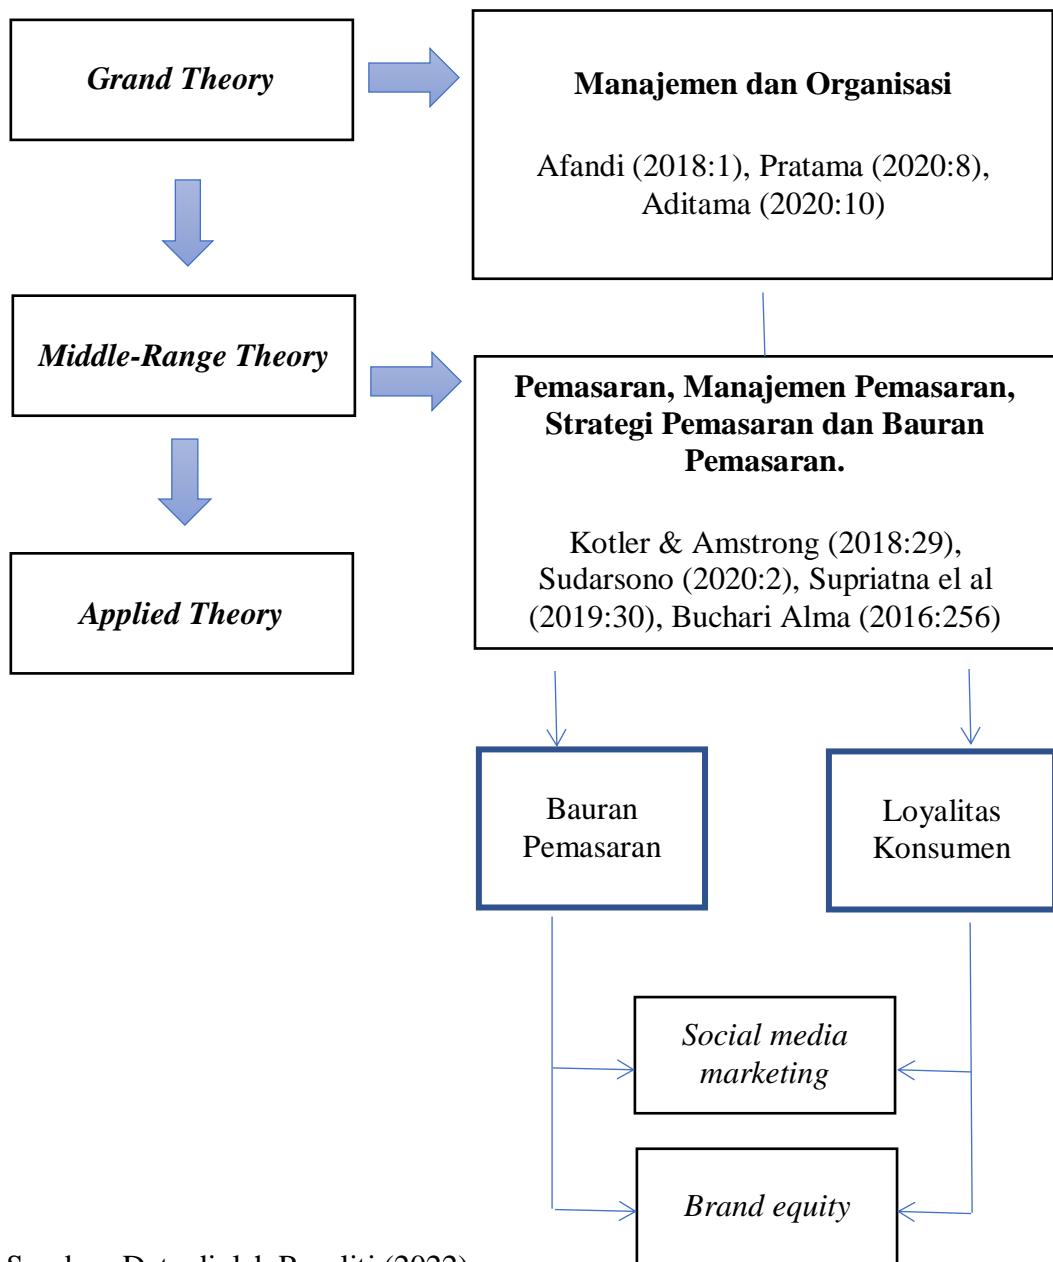 Grand Theory
Manajemen dan Organisasi
Afandi (2018:1), Pratama (2020:8),
Aditama (2020:10)
Middle-Range Theory
Pemasaran, Manajemen Pemasaran,
Strategi Pemasaran dan Bauran
Pemasaran.
Kotler & Amstrong (2018:29),
Sudarsono (2020:2), Supriatna el al
(2019:30), Buchari Alma (2016:256)
Applied Theory
Bauran
Pemasaran
Loyalitas
Konsumen
Social media
marketing
Brand equity
(2022)